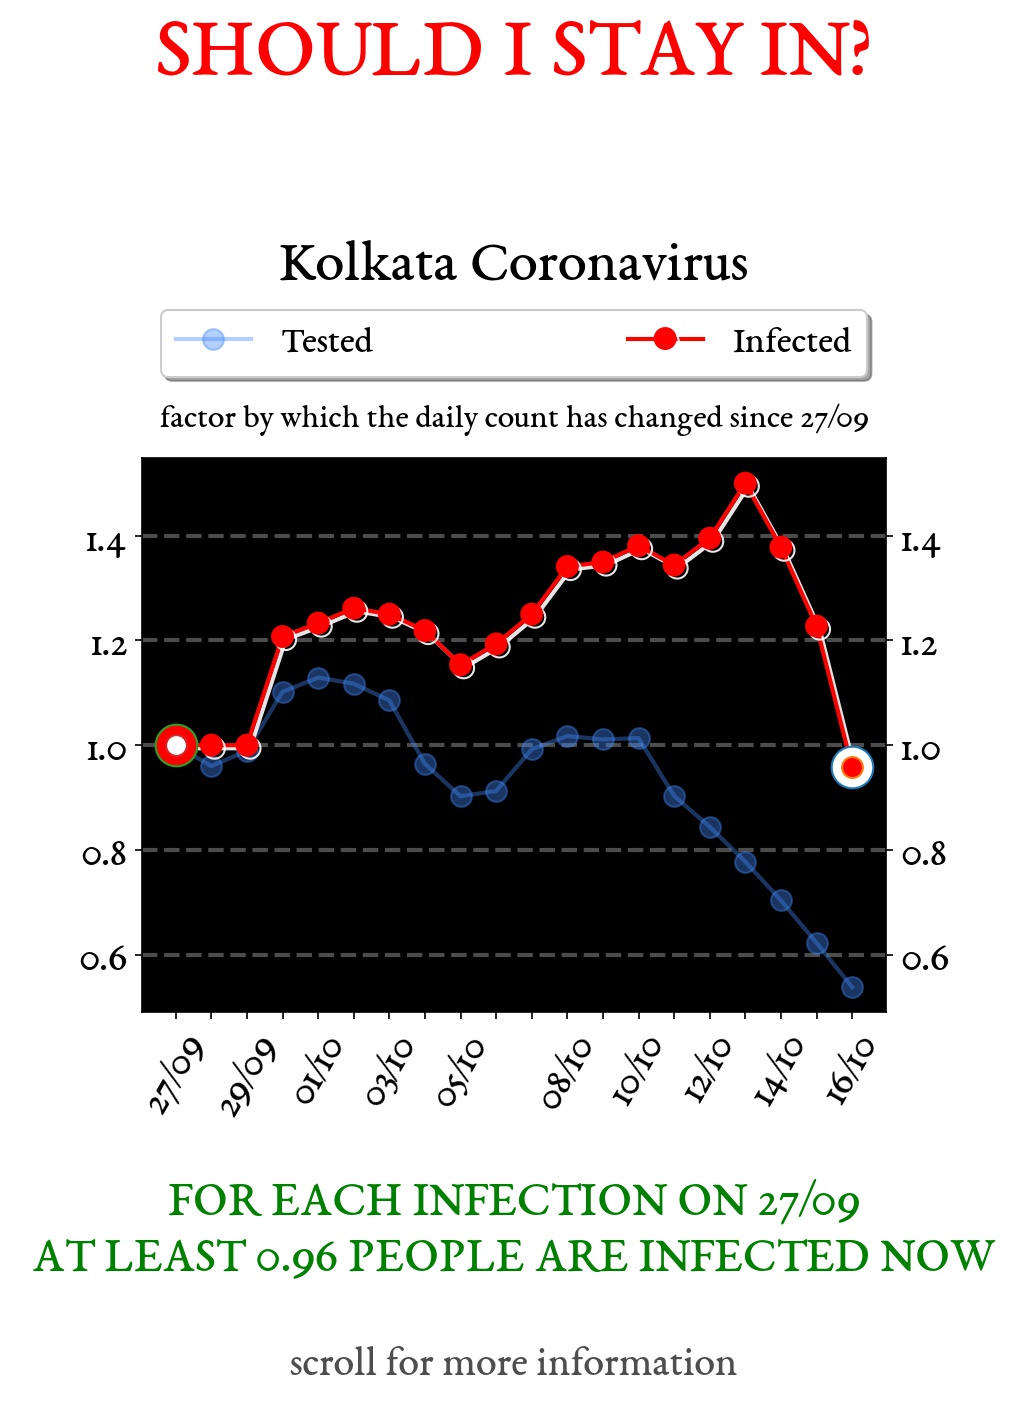 SHOULD I STAY IN?
Kolkata Coronavirus
Tested Infected
factor by which the daily count has changed since 27/09
1.4 1.4
1.2 1.2
1.0 1.0
0.8 0.8
0.6 0.6
27/09 29/09 01/10 03/10 05/10 08/10 10/10 12/10 14/10 16/10
FOR EACH INFECTION ON 27/09
AT LEAST 0.96 PEOPLE ARE INFECTED NOW
scroll for more information